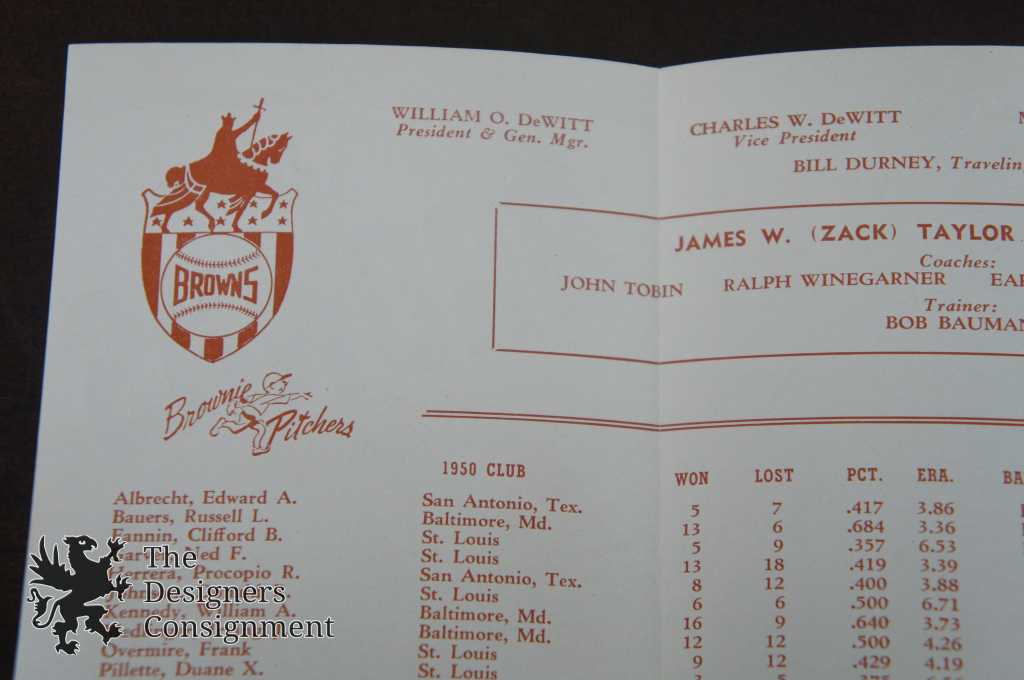 WILLIAM O. DeWITT
President & Gen. Mgr.
CHARLES W. DeWITT
Vice President
BILL DURNEY, Travelin
JAMES W. (ZACK) TAYLOR
Coaches:
JOHN TOBIN RALPH WINEGARNER EAR
Trainer:
BOB BAUMAN
BROWNS
Brownie Pitchers
1950 CLUB WON LOST PCT. ERA. BA
Albrecht, Edward A. San Antonio, Tex. 5 7 .417 3.86
Bauers, Russell L. Baltimore, Md. 13 6 .684 3.36
Fannin, Clifford B. St. Louis 5 9 .357 6.53
Ned F. St. Louis 13 18 .419 3.39
Herrera, Procopio R. San Antonio, Tex. 8 12 .400 3.88
St. Louis 6 6 .500 6.71
Kennedy, William A. Baltimore, Md. 16 9 .640 3.73
Baltimore, Md. 12 12 .500 4.26
Overmire, Frank St. Louis 9 12 .429 4.19
Pillette, Duane X. St. Louis 3 5 .375
The
Designers
Consignment